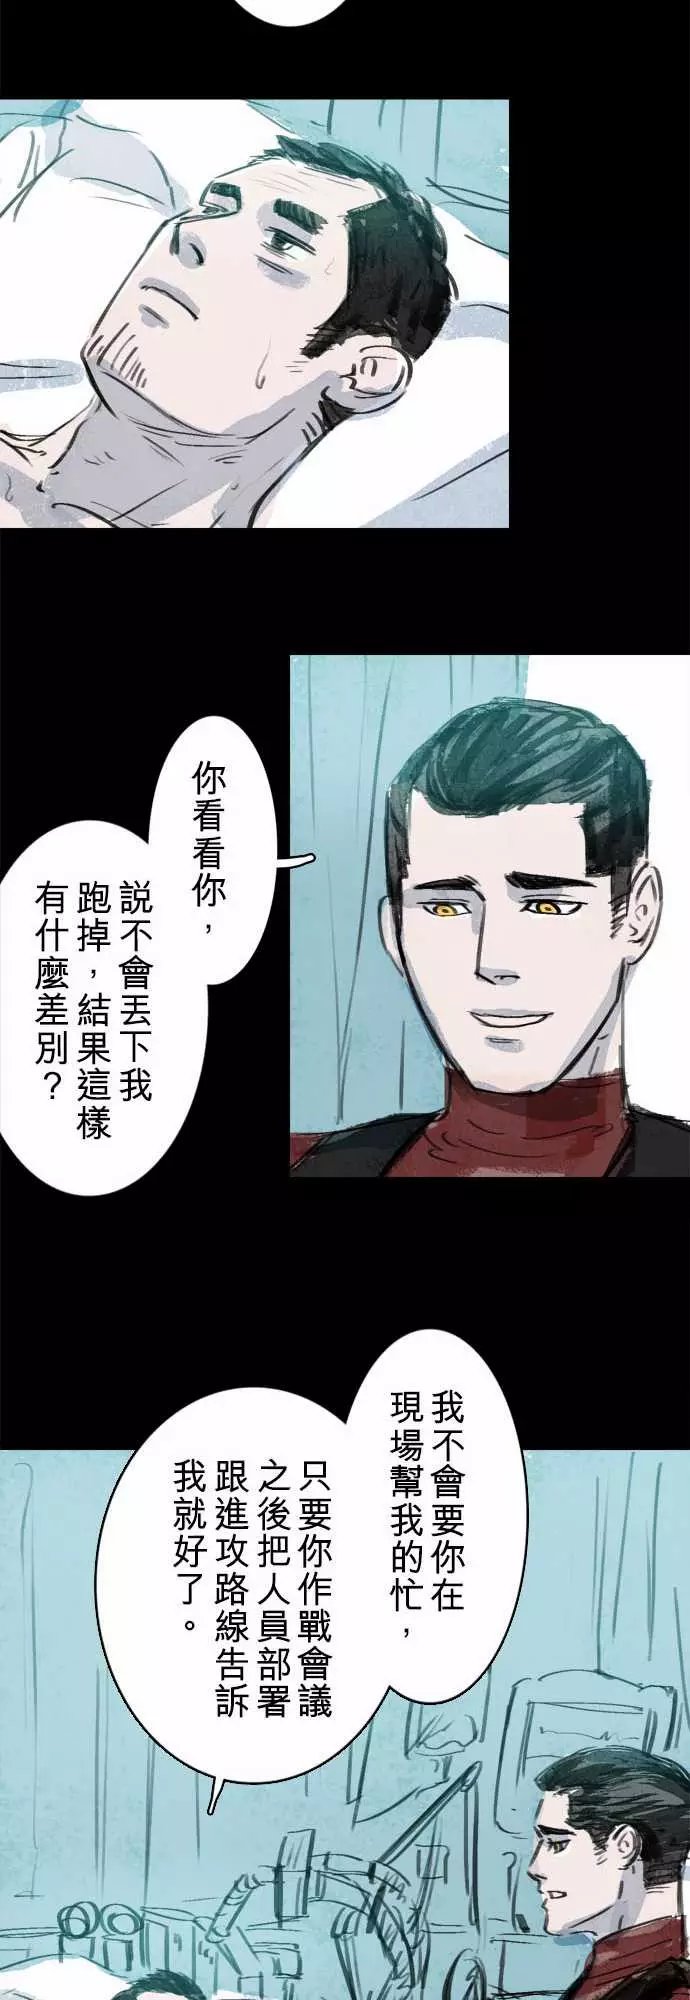 你看看你，
說不會丟下我
跑掉，結果這樣
有什麼差別？
我不會要你在
現場幫我的忙，
只要你作戰會議
之後把人員部署
跟進攻路線告訴
我就好了。